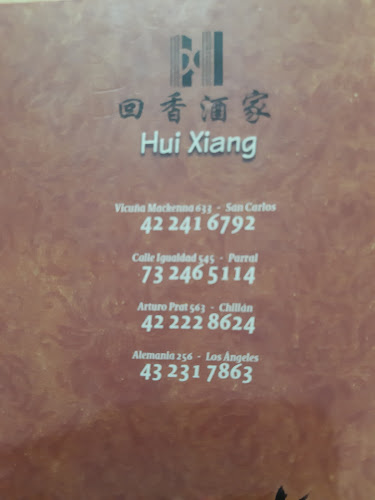 回香酒家
Hui Xiang
Vicuña Mackenna 633 - San Carlos
42 241 6792
Calle Igualdad 545 - Parral
73 246 5114
Arturo Prat 563 - Chillán
42 222 8624
Alemania 256 - Los Ángeles
43 231 7863